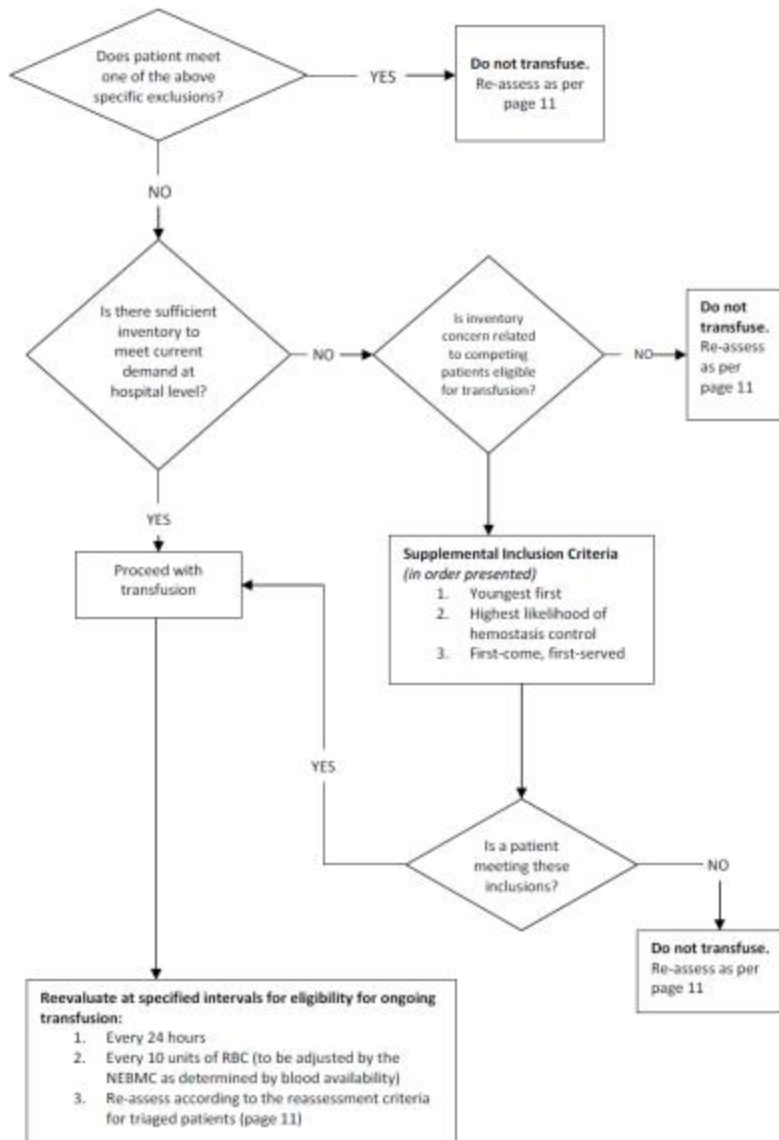 Does patient meet
one of the above
specific exclusions?
YES
Do not transfuse.
Re-assess as per
page 11
NO
Is there sufficient
inventory to
meet current
demand at
hospital level?
NO
Is inventory
concern related
to competing
patients eligible
for transfusion?
NO
Do not
transfuse.
Re-assess
as per
page 11
YES
Proceed with
transfusion
Supplemental Inclusion Criteria
(in order presented)
1. Youngest first
2. Highest likelihood of
hemostasis control
3. First-come, first-served
YES
Is a patient
meeting these
inclusions?
NO
Do not transfuse.
Re-assess as per
page 11
Reevaluate at specified intervals for eligibility for ongoing
transfusion:
1. Every 24 hours
2. Every 10 units of RBC (to be adjusted by the
NEBMC as determined by blood availability)
3. Re-assess according to the reassessment criteria
for triaged patients (page 11)